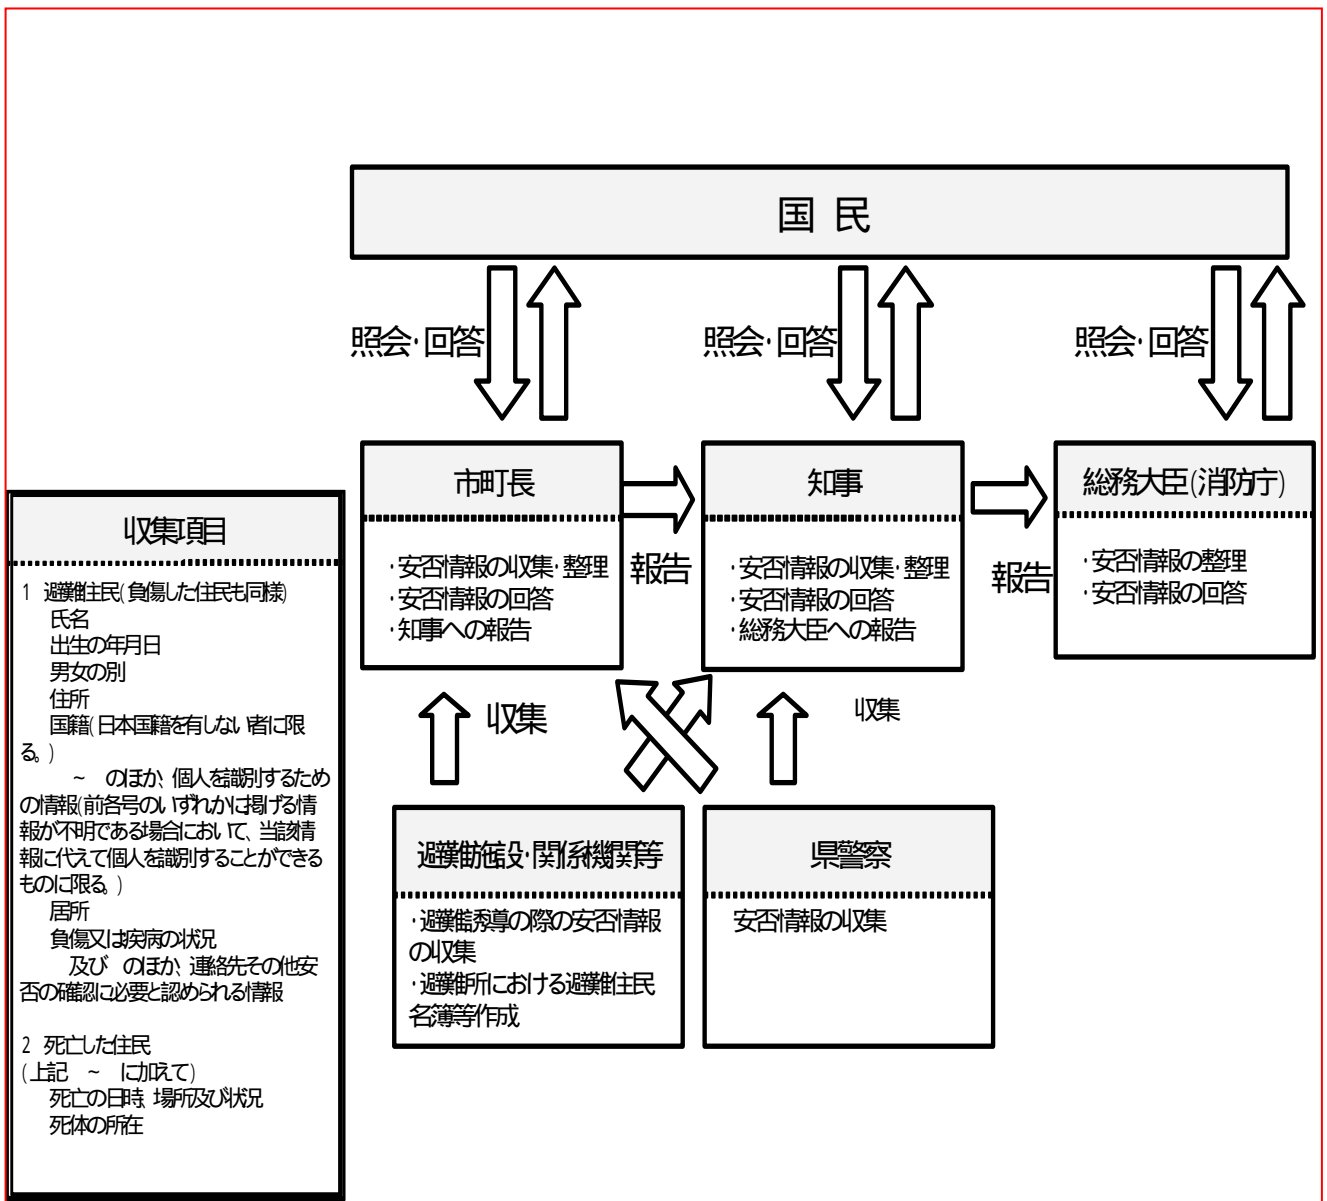 国 民
照会・回答
照会・回答
照会・回答
市町長
・安否情報の収集・整理
・安否情報の回答
・知事への報告
報告
知事
・安否情報の収集・整理
・安否情報の回答
・総務大臣への報告
報告
総務大臣(消防庁)
・安否情報の整理
・安否情報の回答
収集
収集
避難施設・関係機関等
・避難誘導の際の安否情報
の収集
・避難所における避難住民
名簿等作成
県警察
安否情報の収集
収集項目
1 避難住民(負傷した住民も同様)
氏名
出生の年月日
男女の別
住所
国籍(日本国籍を有しない者に限
る。)
~ のほか、個人を識別するため
の情報(前各号のいずれかに掲げる情
報が不明である場合において、当該情
報に代えて個人を識別することができる
ものに限る。)
居所
負傷又は疾病の状況
及び のほか、連絡先その他安
否の確認に必要と認められる情報
2 死亡した住民
(上記 ~ に加えて)
死亡の日時、場所及び状況
死体の所在